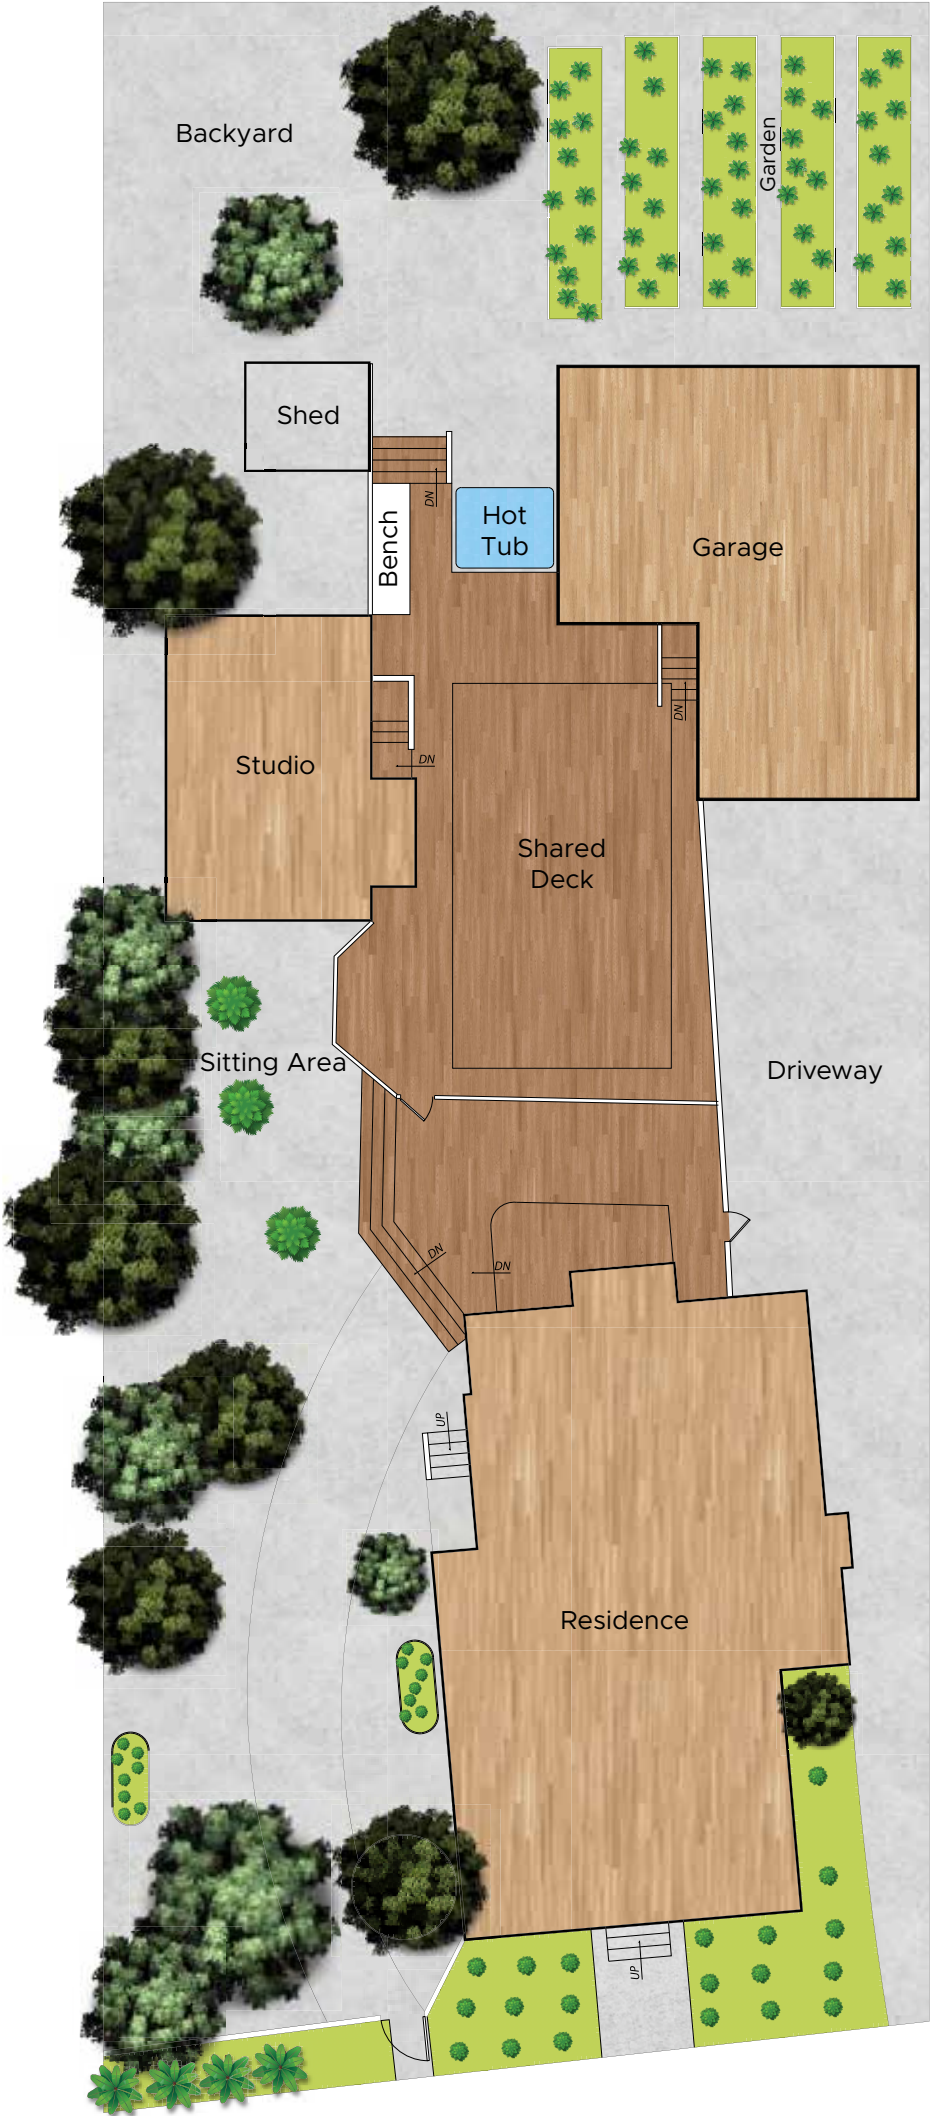 Backyard
Garden
Shed
DN
Bench
Hot
Tub
Garage
DN
DN
Studio
Shared
Deck
Sitting Area
Driveway
DN
DN
UP
Residence
UP